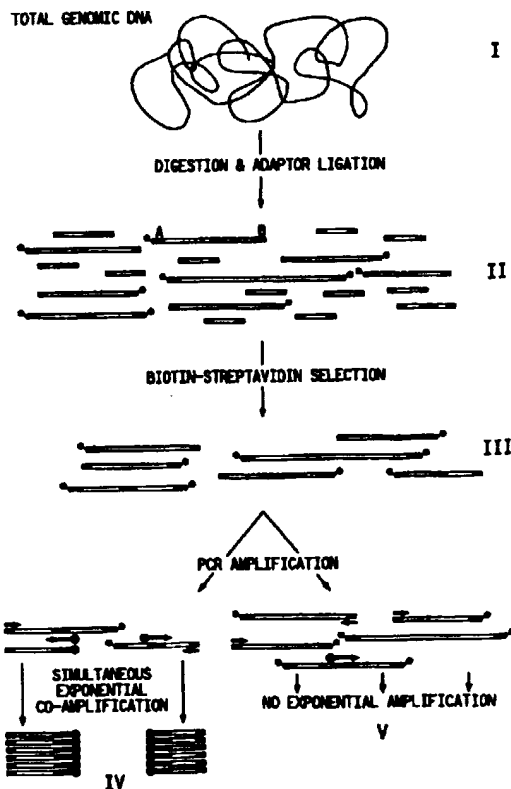 TOTAL GENOMIC DNA
I
DIGESTION & ADAPTOR LIGATION
A B
II
BIOTIN-STREPTAVIDIN SELECTION
III
PCR AMPLIFICATION
SIMULTANEOUS
EXPONENTIAL
CO-AMPLIFICATION
NO EXPONENTIAL AMPLIFICATION
V
IV